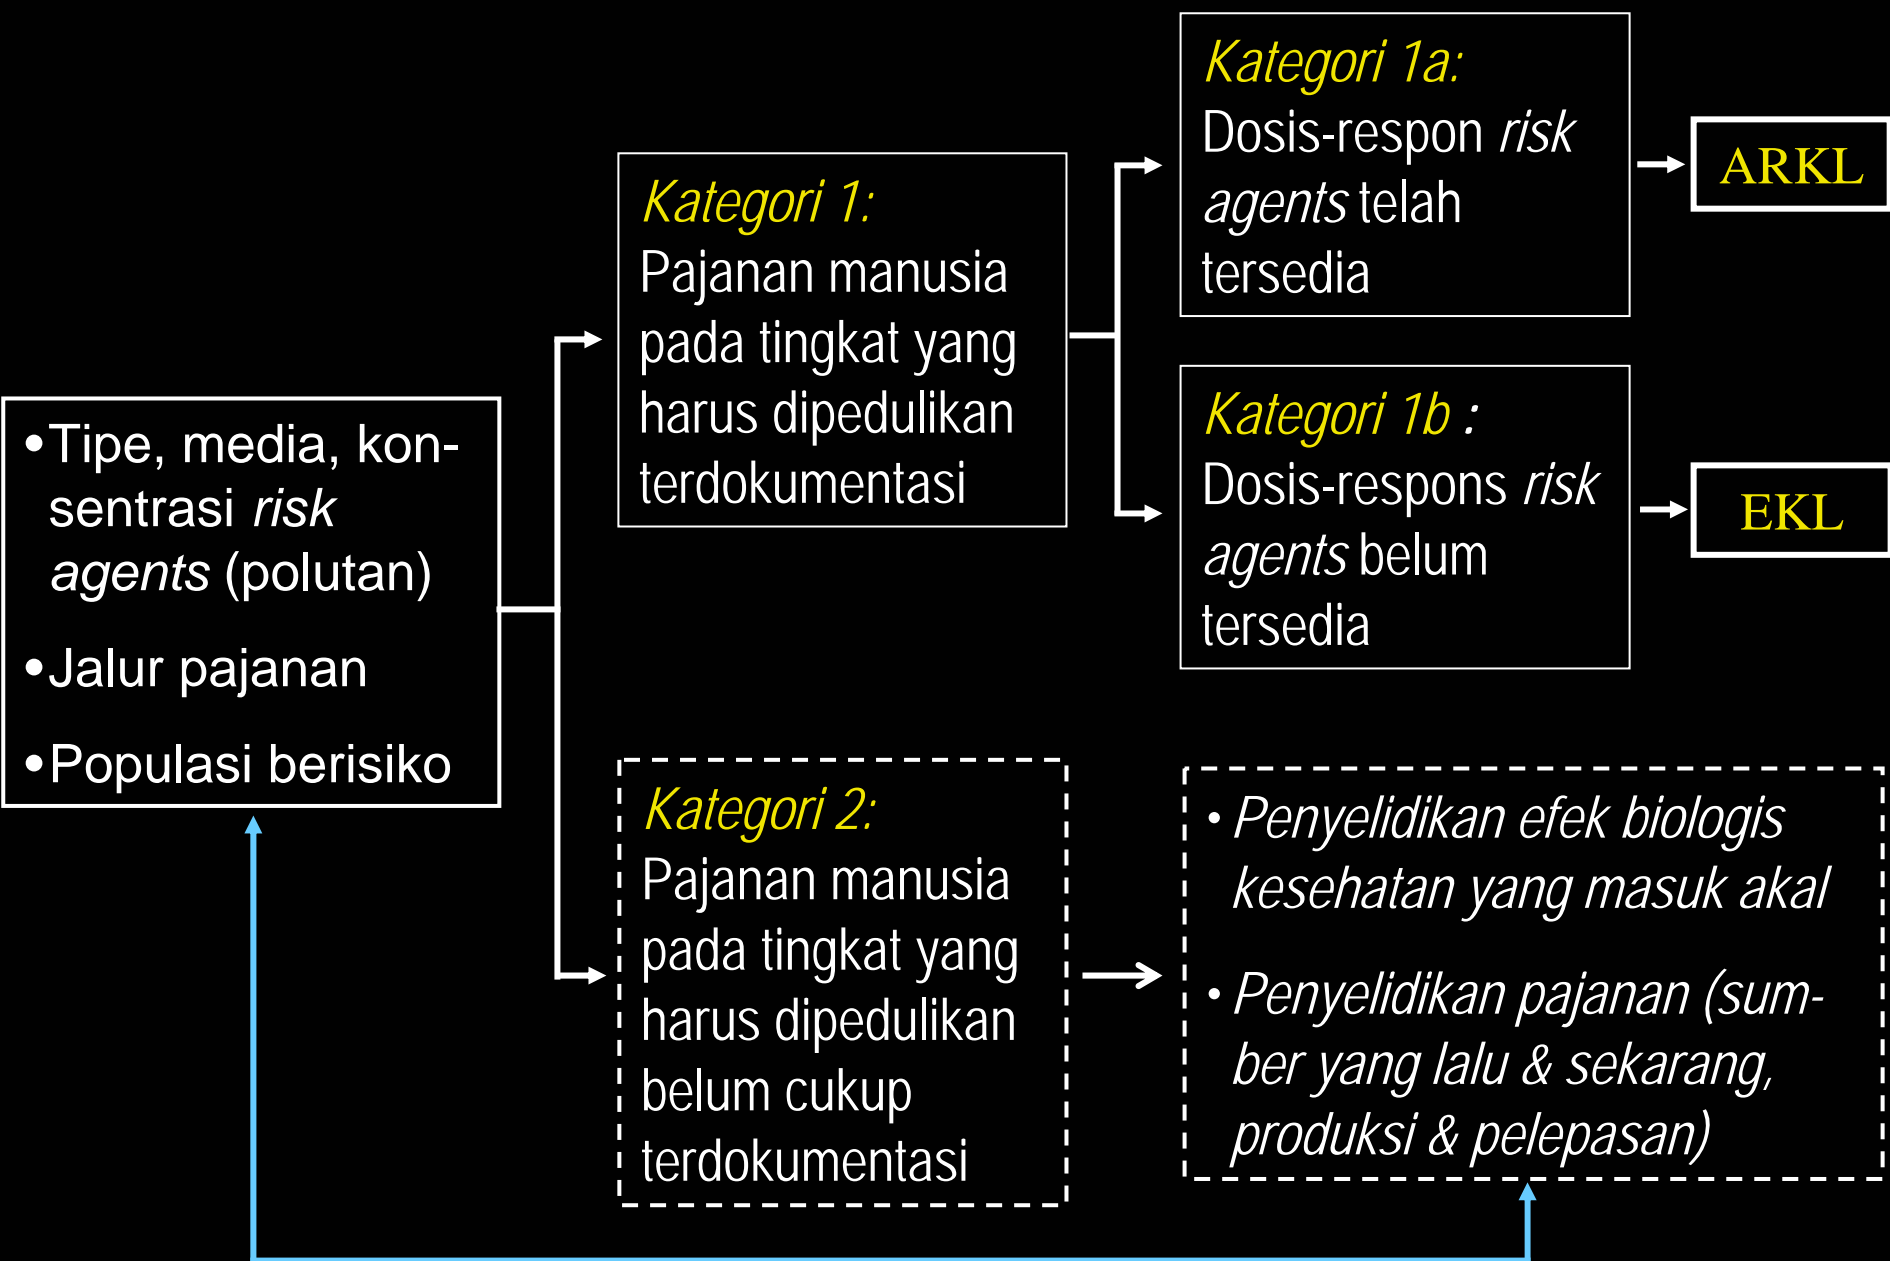 •Tipe, media, kon-
sentrasi risk
agents (polutan)
•Jalur pajanan
•Populasi berisiko
Kategori 1:
Pajanan manusia
pada tingkat yang
harus dipedulikan
terdokumentasi
Kategori 1a:
Dosis-respon risk
agents telah
tersedia
ARKL
Kategori 1b :
Dosis-respons risk
agents belum
tersedia
EKL
Kategori 2:
Pajanan manusia
pada tingkat yang
harus dipedulikan
belum cukup
terdokumentasi
• Penyelidikan efek biologis
kesehatan yang masuk akal
• Penyelidikan pajanan (sum-
ber yang lalu & sekarang,
produksi & pelepasan)